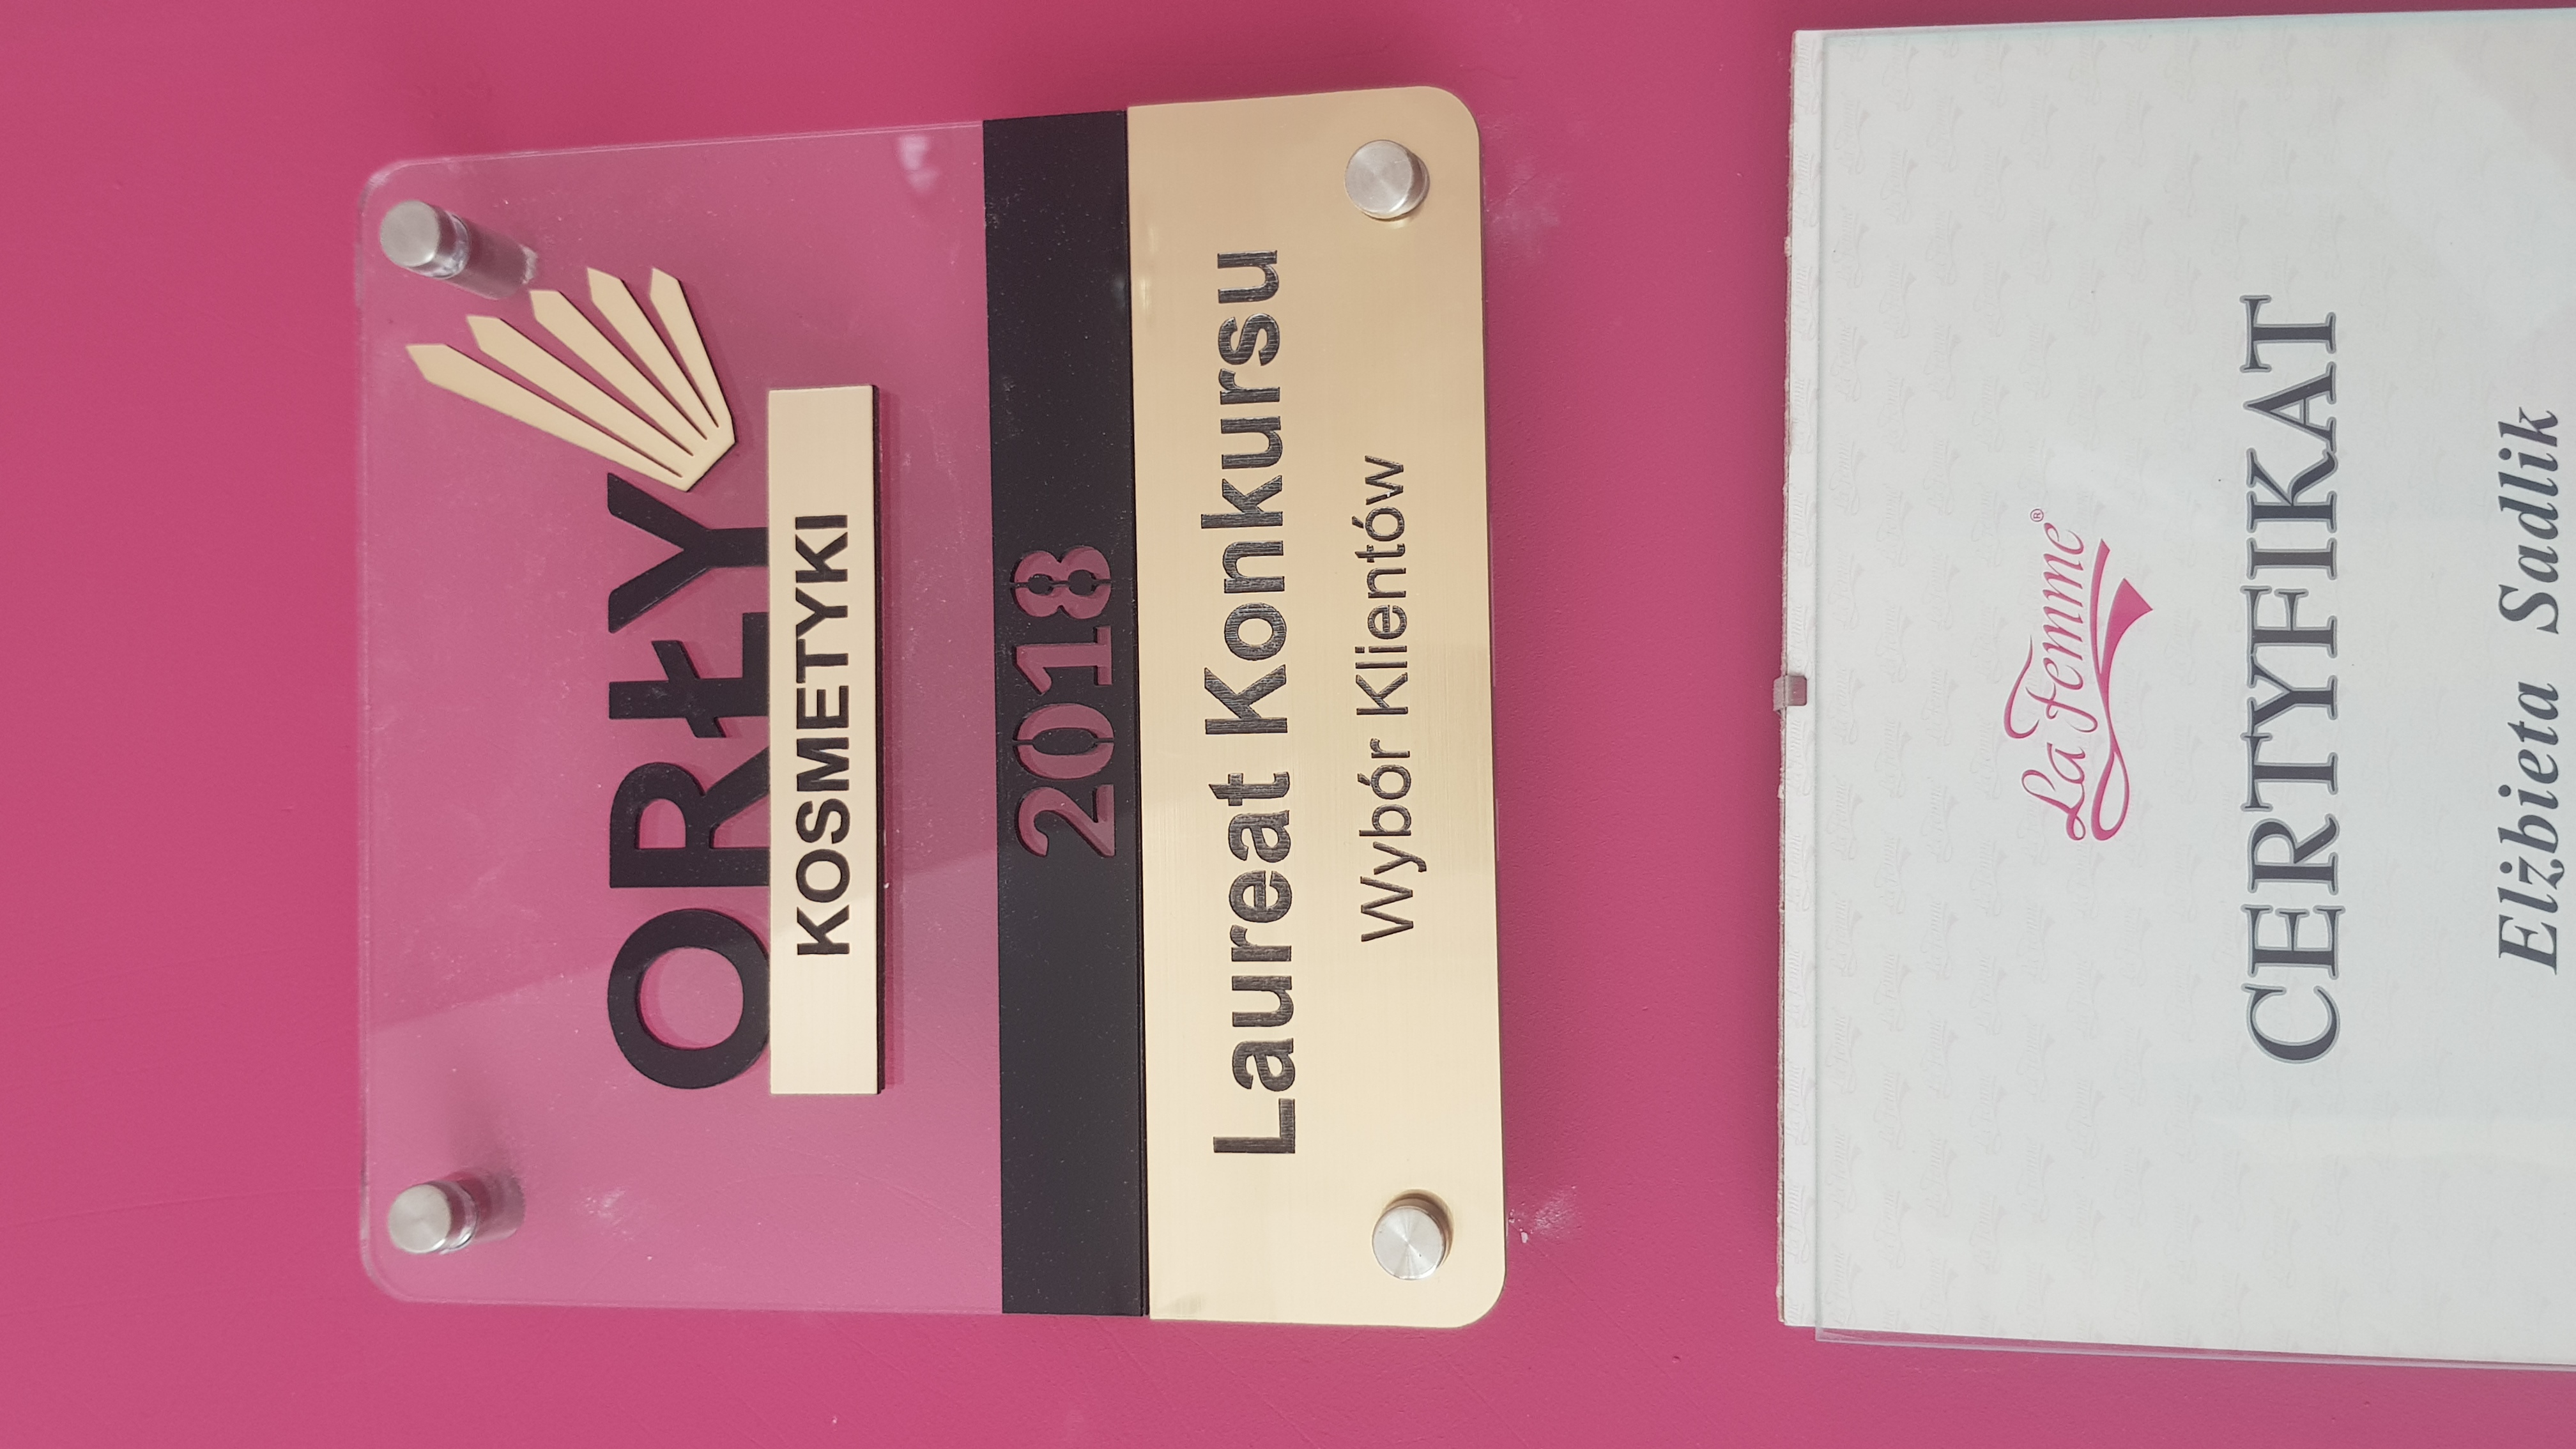 ORŁY
KOSMETYKI
2018
Laureat Konkursu
Wybór Klientów
La Femme®
CERTYFIKAT
Elżbieta Sadlik